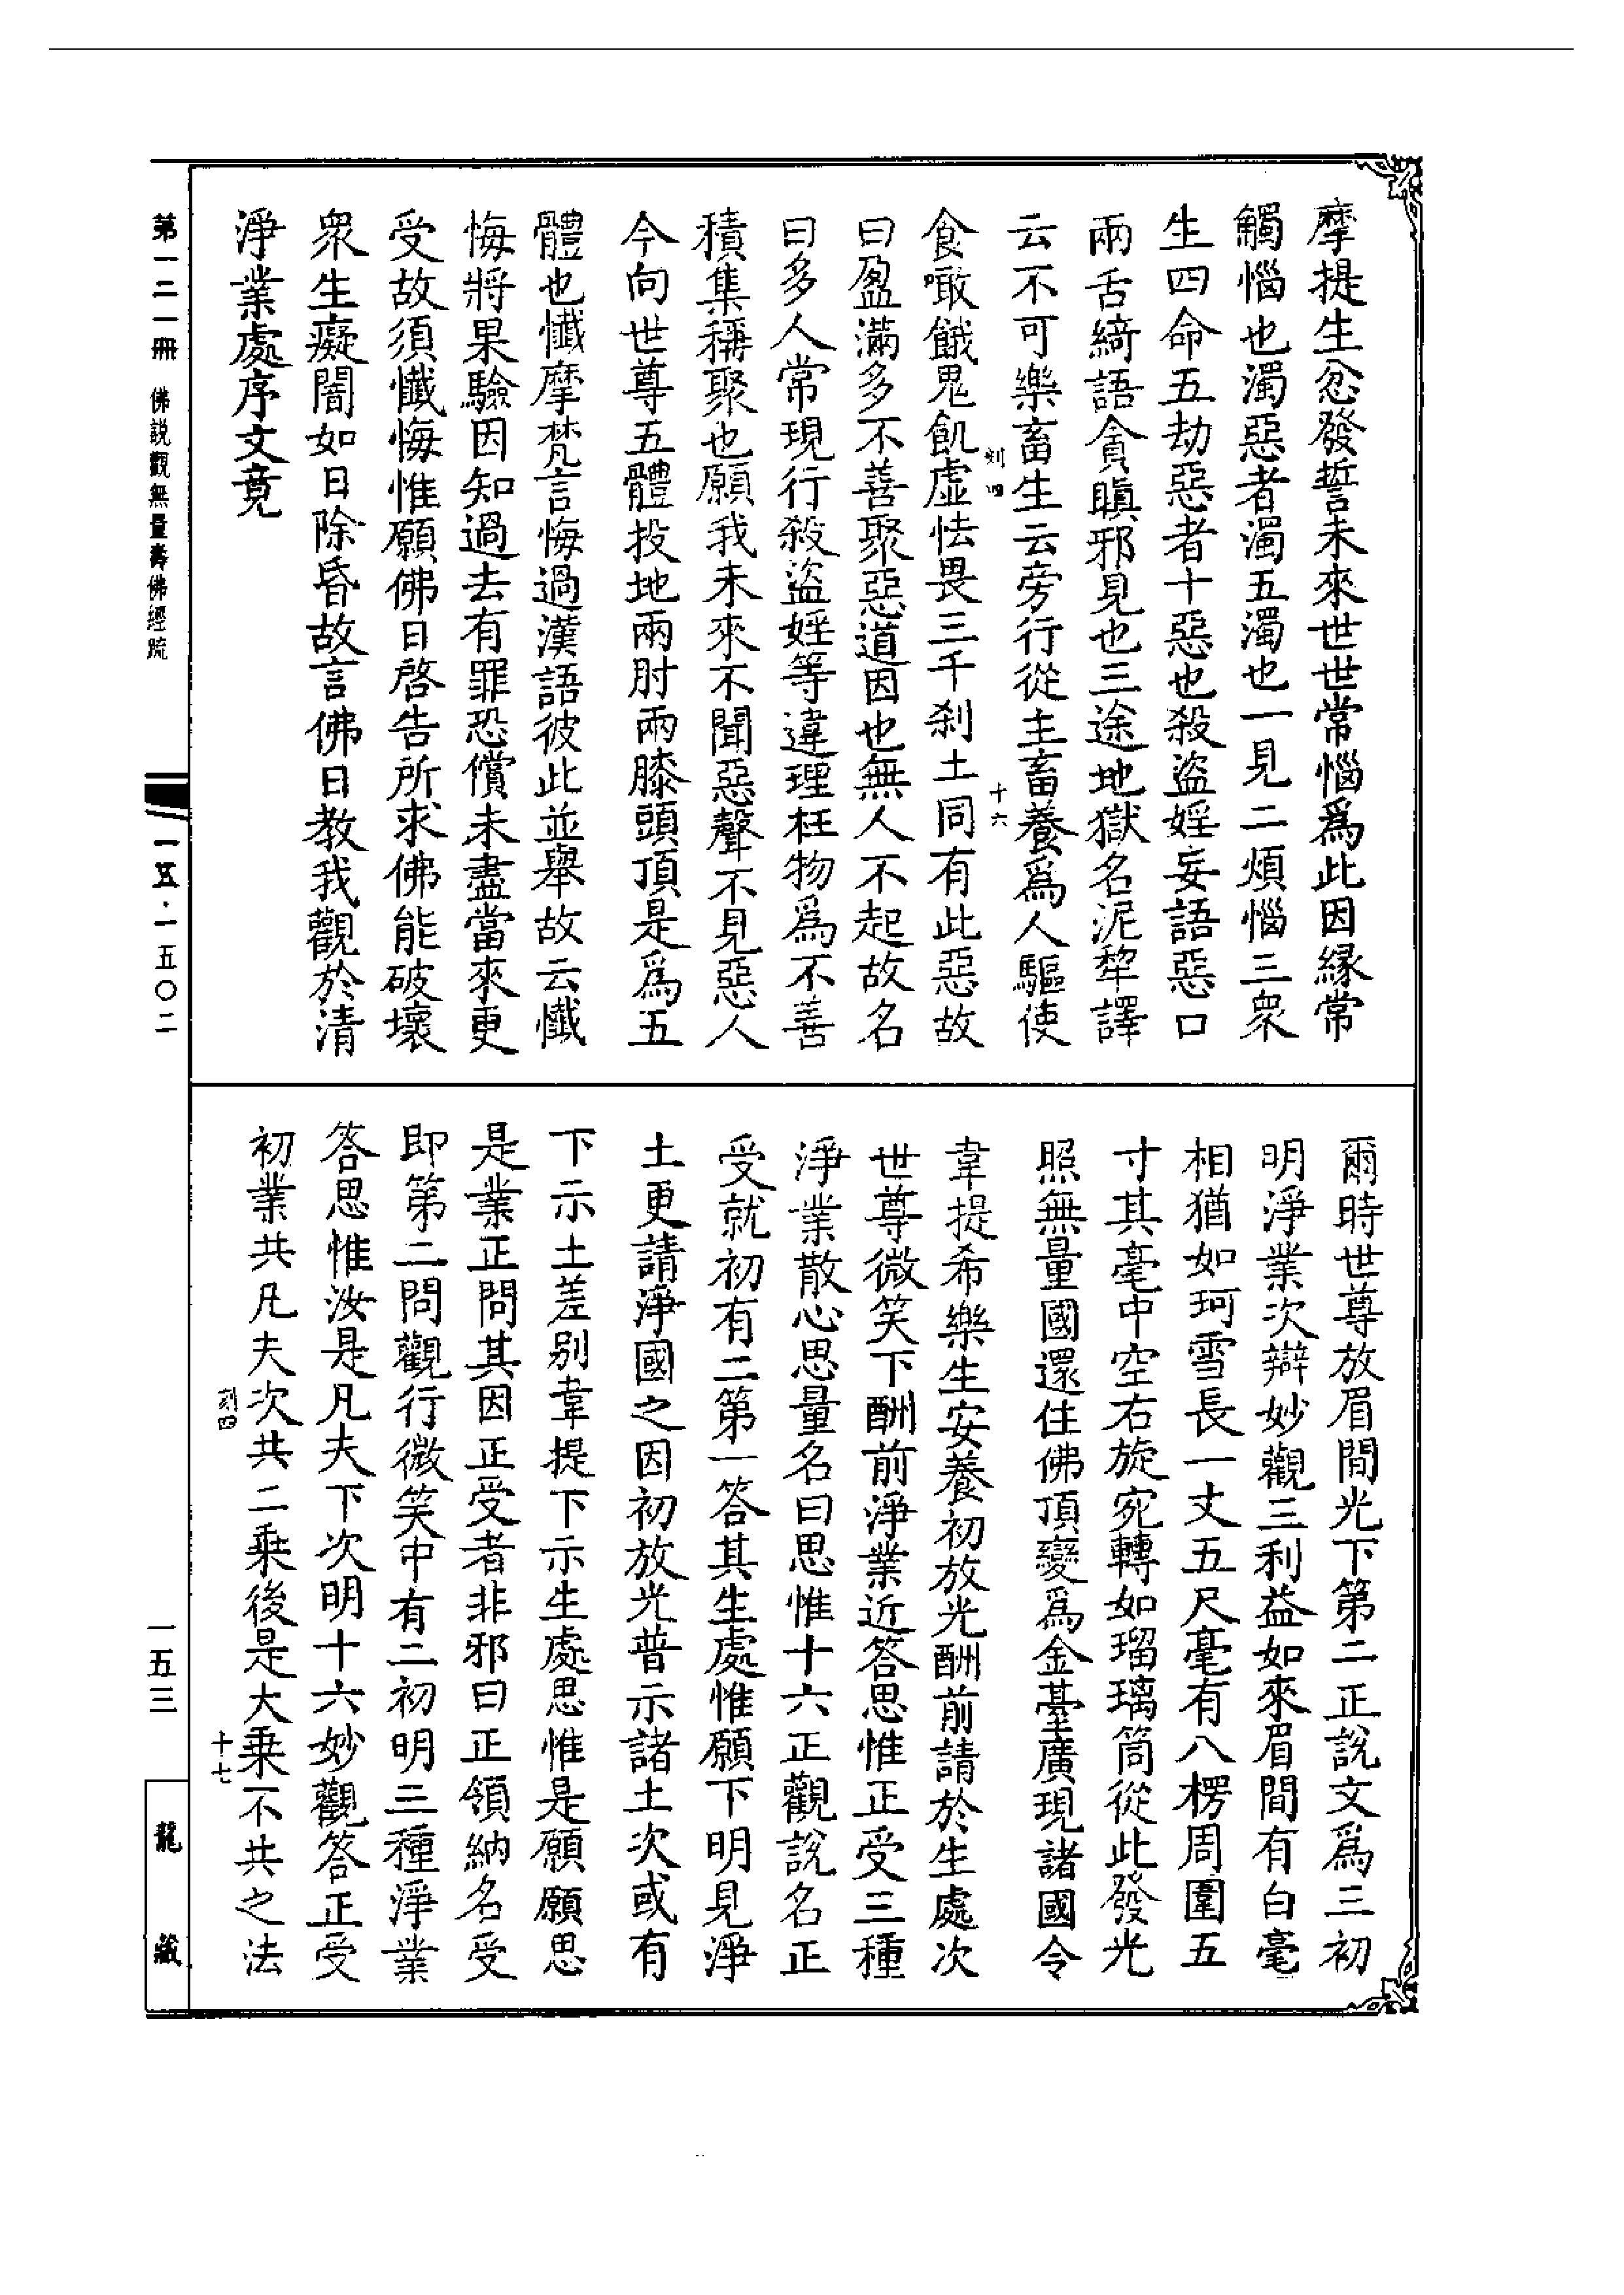 摩提生忿發誓未來世世常惱爲此因緣常
觸惱也濁惡者濁五濁也一見二煩惱三衆
生四命五劫惡者十惡也殺盜婬妄語惡口
兩舌綺語貪瞋邪見也三途地獄名泥犂譯
云不可樂畜生云旁行從主畜養爲人驅使
刻四 十六
食噉餓鬼飢虛怯畏三千刹土同有此惡故
曰盈滿多不善聚惡道因也無人不起故名
曰多人常現行殺盜婬等違理枉物爲不善
積集稱聚也願我未來不聞惡聲不見惡人
今向世尊五體投地兩肘兩膝頭頂是爲五
體也懺摩梵言悔過漢語彼此並舉故云懺
悔將果驗因知過去有罪恐償未盡當來更
受故須懺悔惟願佛日啓告所求佛能破壞
衆生癡闇如日除昏故言佛日教我觀於清
淨業處序文竟
爾時世尊放眉間光下第二正說文爲三初
明淨業次辯妙觀三利益如來眉間有白毫
相猶如珂雪長一丈五尺毫有八楞周圍五
寸其毫中空右旋宛轉如瑠璃筒從此發光
照無量國還住佛頂變爲金臺廣現諸國令
韋提希樂生安養初放光酬前請於生處次
世尊微笑下酬前淨業近答思惟正受三種
淨業散心思量名曰思惟十六正觀說名正
受就初有二第一答其生處惟願下明見淨
土更請淨國之因初放光普示諸土次或有
下示土差別韋提下示生處思惟是願願思
是業正問其因正受者非邪曰正領納名受
即第二問觀行微笑中有二初明三種淨業
答思惟汝是凡夫下次明十六妙觀答正受
初業共凡夫次共二乘後是大乘不共之法
刻四 十七
第一二一冊 佛說觀無量壽佛經疏
一五·一五〇二
一五三
龍藏